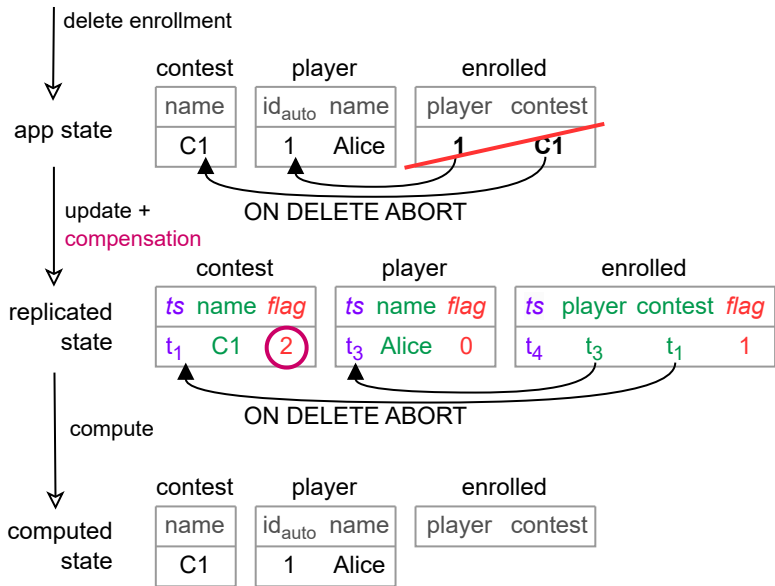 delete enrollment
contest player enrolled
name id_auto name player contest
app state
C1 1 Alice 1 C1
ON DELETE ABORT
update +
compensation
contest player enrolled
replicated
state
ts name flag ts name flag ts player contest flag
t1 C1 2 t3 Alice 0 t4 t3 t1 1
ON DELETE ABORT
compute
contest player enrolled
computed
state
name id_auto name player contest
C1 1 Alice